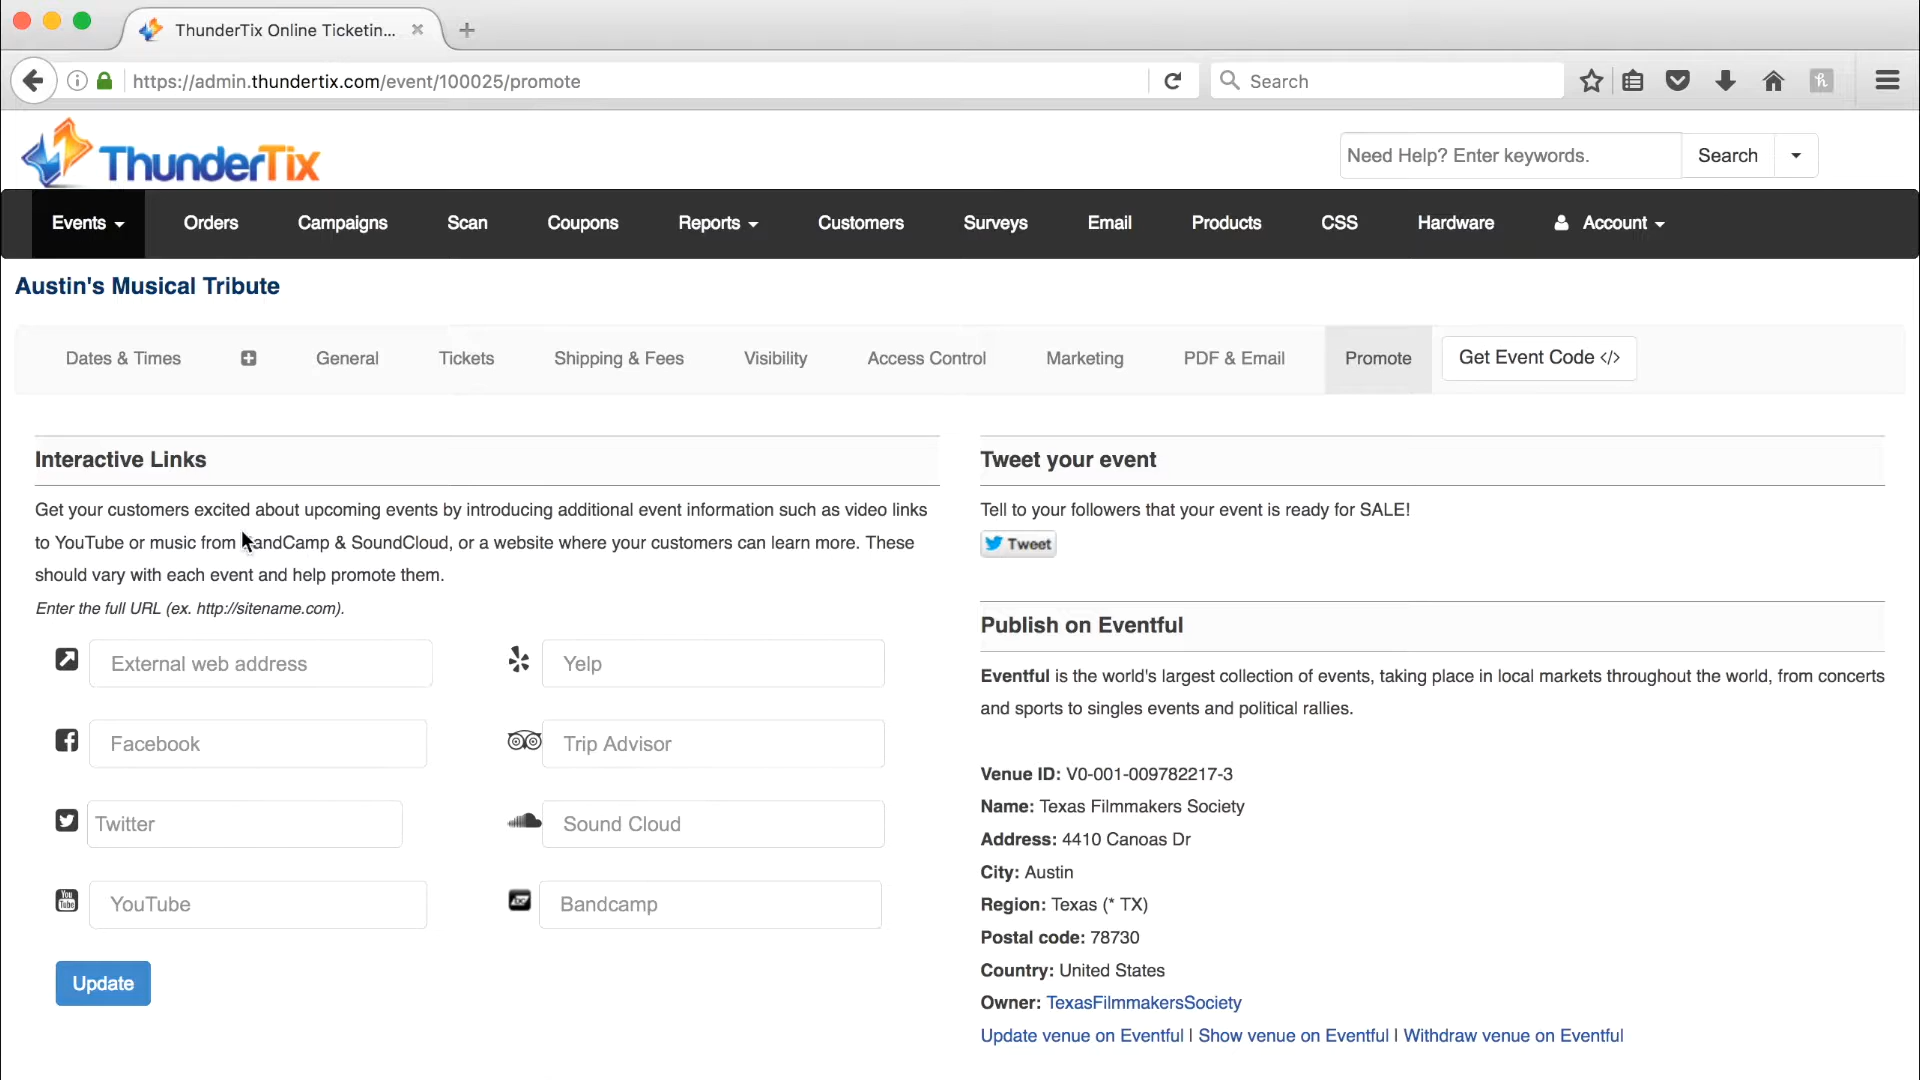 ThunderTix Online Ticketin...
https://admin.thundertix.com/event/100025/promote
Search
ThunderTix
Need Help? Enter keywords.
Search
Events
Orders
Campaigns
Scan
Coupons
Reports
Customers
Surveys
Email
Products
CSS
Hardware
Account
Austin's Musical Tribute
Dates & Times
General
Tickets
Shipping & Fees
Visibility
Access Control
Marketing
PDF & Email
Promote
Get Event Code </>
Interactive Links
Get your customers excited about upcoming events by introducing additional event information such as video links
to YouTube or music from BandCamp & SoundCloud, or a website where your customers can learn more. These
should vary with each event and help promote them.
Enter the full URL (ex. http://sitename.com).
External web address
Yelp
Facebook
Trip Advisor
Twitter
Sound Cloud
You Tube
YouTube
Bandcamp
Update
Tweet your event
Tell to your followers that your event is ready for SALE!
Tweet
Publish on Eventful
Eventful is the world's largest collection of events, taking place in local markets throughout the world, from concerts
and sports to singles events and political rallies.
Venue ID: V0-001-009782217-3
Name: Texas Filmmakers Society
Address: 4410 Canoas Dr
City: Austin
Region: Texas (* TX)
Postal code: 78730
Country: United States
Owner: TexasFilmmakersSociety
Update venue on Eventful | Show venue on Eventful | Withdraw venue on Eventful